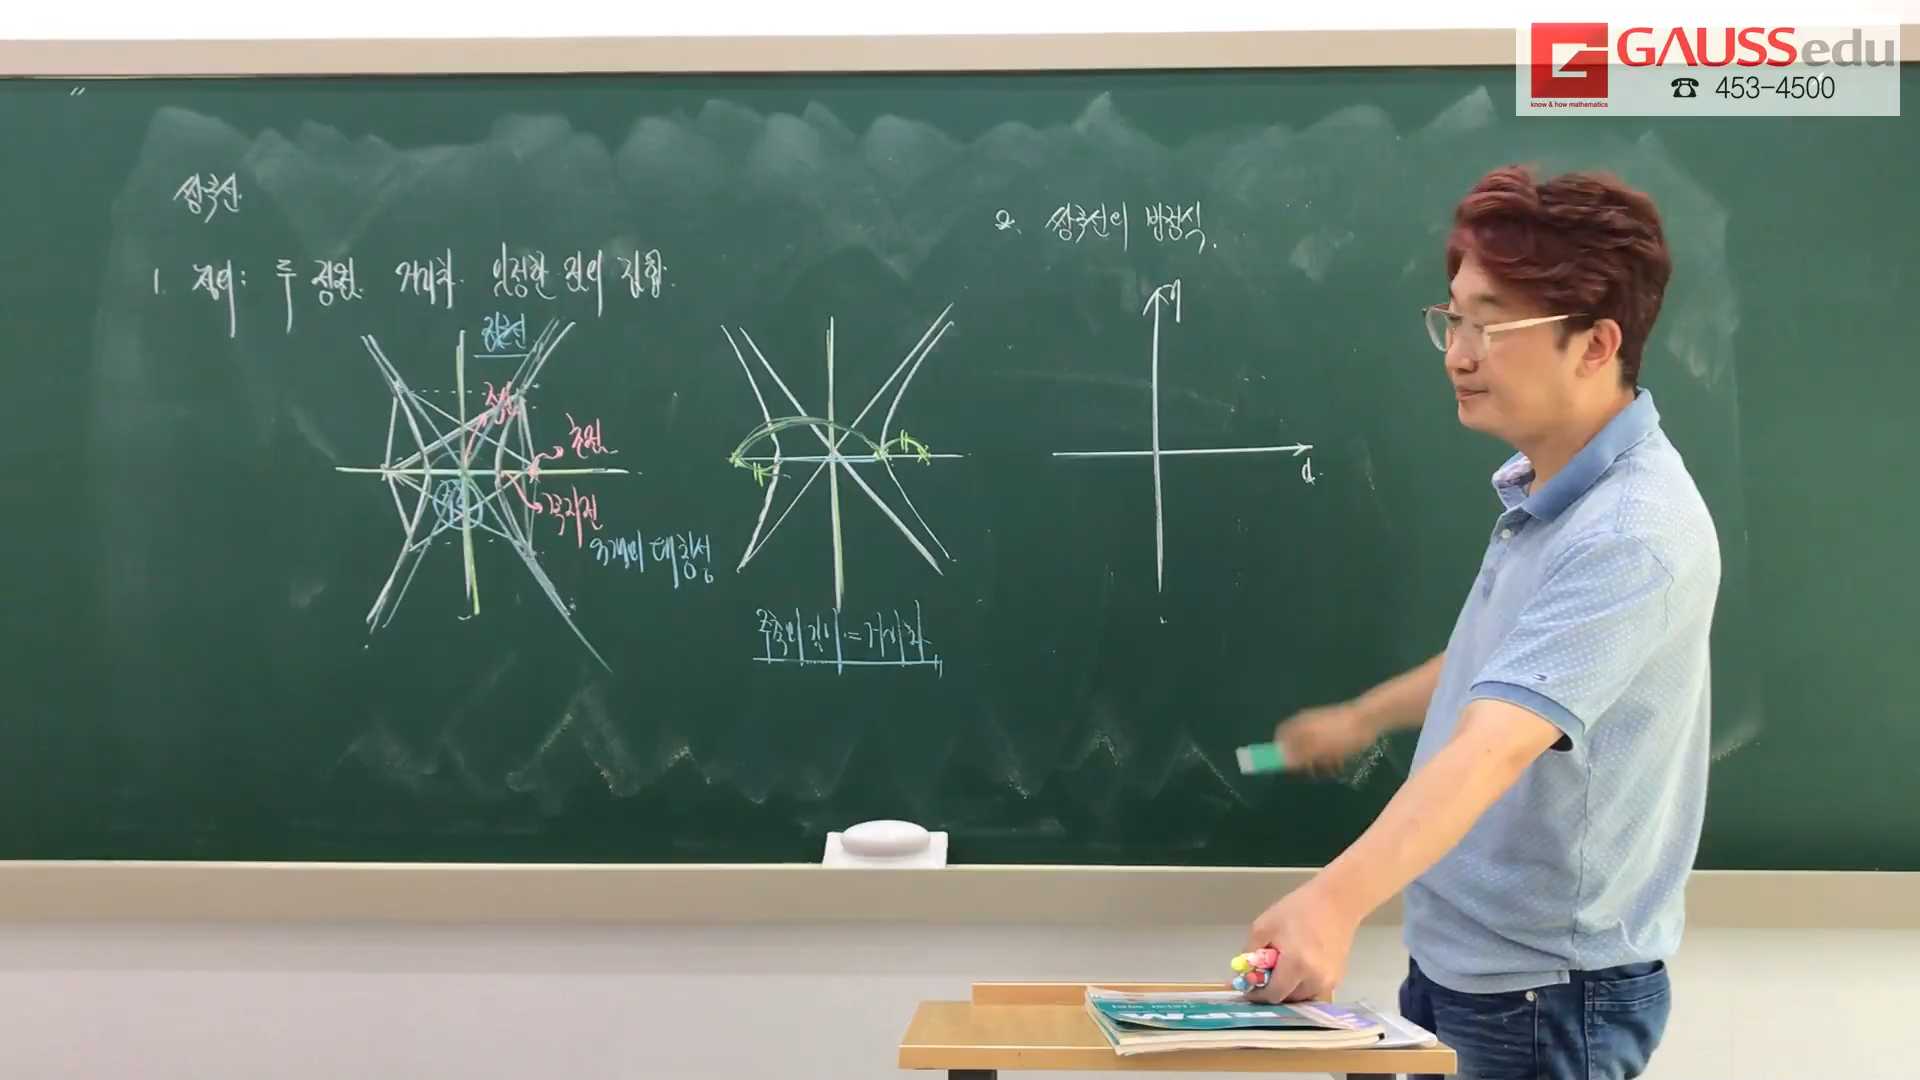 GAUSSedu
know & how mathematics
☎ 453-4500
쌍곡선
1. 정의: 두 정점 거리차 일정한 점의 집합.
점근선
중심
초점
꼭지점
3개의 대칭성
주축의 길이 = 거리차
2. 쌍곡선의 방정식.
y
x
RPM